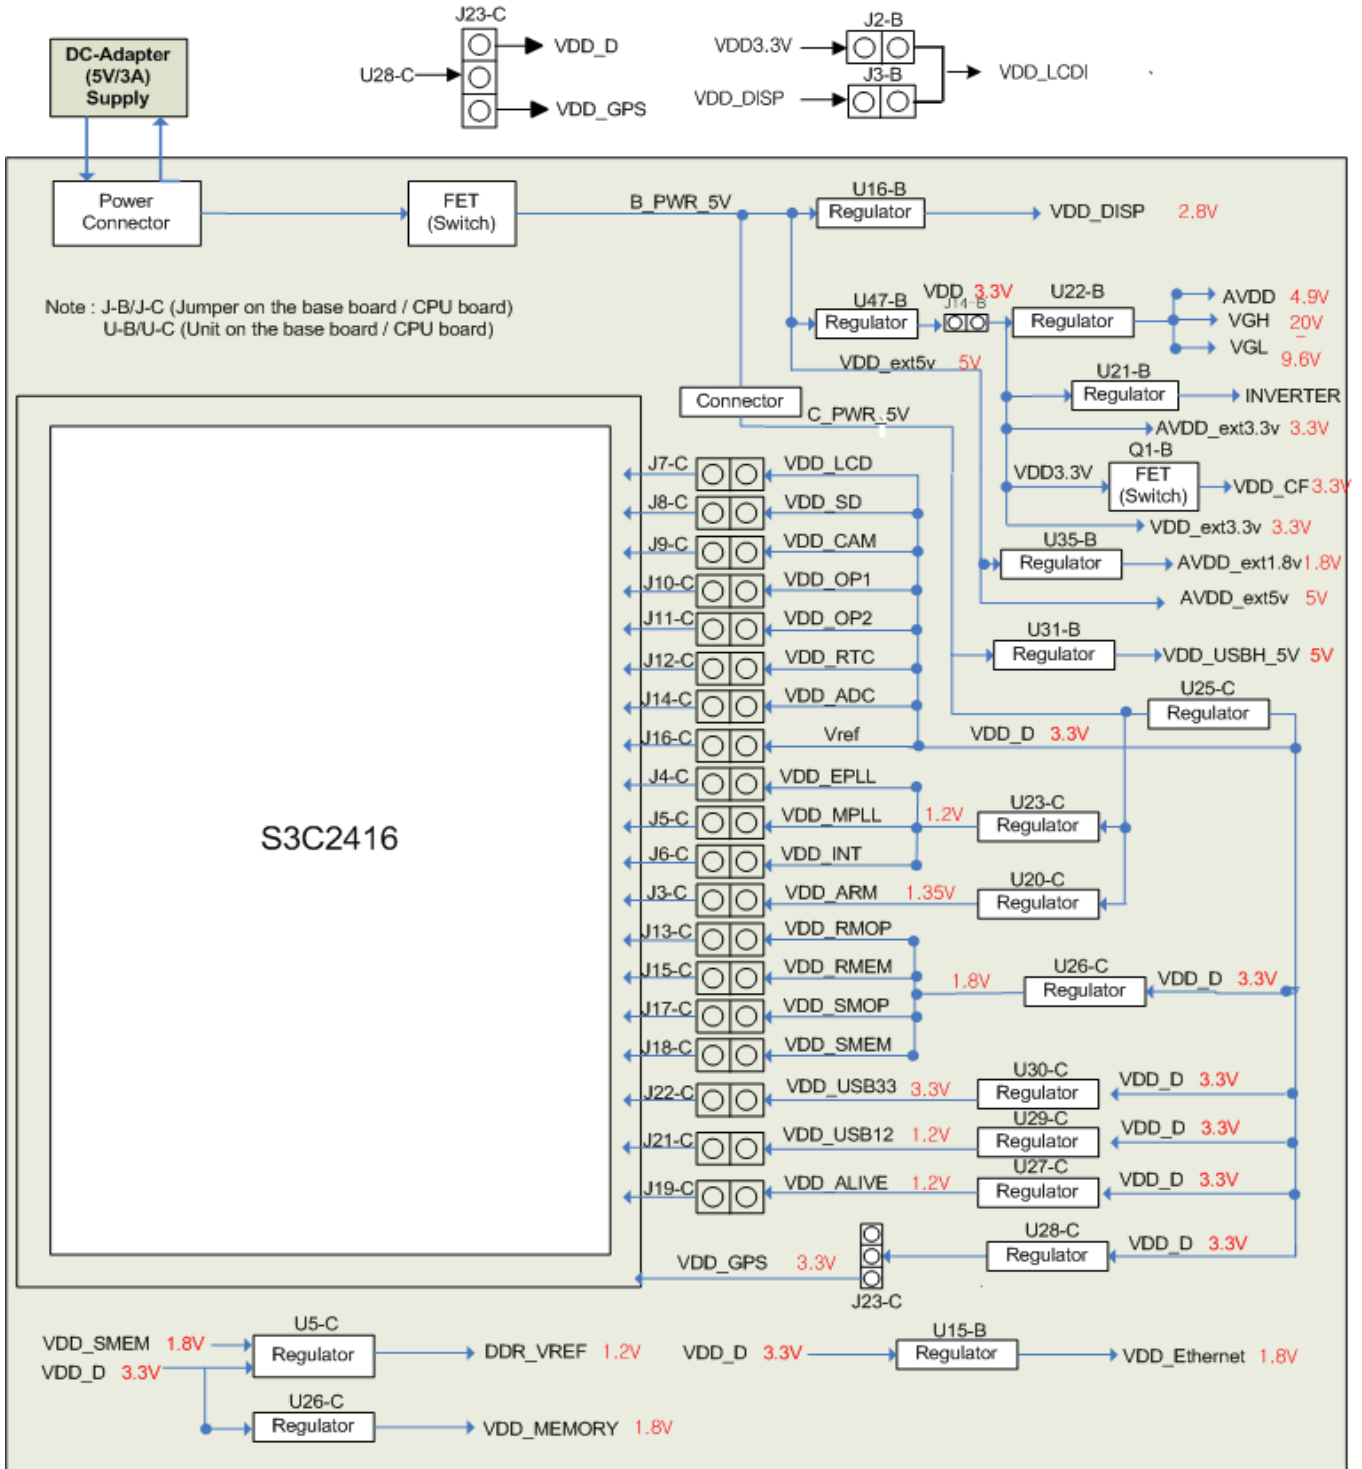 J23-C
VDD_D
U28-C
VDD_GPS
J2-B
VDD3.3V
J3-B
VDD_LCDI
VDD_DISP
DC-Adapter
(5V/3A)
Supply
Power
Connector
FET
(Switch)
B_PWR_5V
U16-B
Regulator
VDD_DISP 2.8V
Note : J-B/J-C (Jumper on the base board / CPU board)
U-B/U-C (Unit on the base board / CPU board)
U47-B
Regulator
VDD 3.3V
J14-B
U22-B
Regulator
AVDD 4.9V
VGH 20V
VGL -9.6V
VDD_ext5v 5V
U21-B
Regulator
INVERTER
Connector
C_PWR_5V
AVDD_ext3.3v 3.3V
Q1-B
VDD3.3V
FET
(Switch)
VDD_CF 3.3V
VDD_ext3.3v 3.3V
U35-B
Regulator
AVDD_ext1.8v 1.8V
AVDD_ext5v 5V
U31-B
Regulator
VDD_USBH_5V 5V
U25-C
Regulator
VDD_D 3.3V
S3C2416
J7-C VDD_LCD
J8-C VDD_SD
J9-C VDD_CAM
J10-C VDD_OP1
J11-C VDD_OP2
J12-C VDD_RTC
J14-C VDD_ADC
J16-C Vref
J4-C VDD_EPLL
J5-C VDD_MPLL 1.2V
U23-C
Regulator
J6-C VDD_INT
J3-C VDD_ARM 1.35V
U20-C
Regulator
J13-C VDD_RMOP
J15-C VDD_RMEM 1.8V
U26-C
Regulator
VDD_D 3.3V
J17-C VDD_SMOP
J18-C VDD_SMEM
J22-C VDD_USB33 3.3V
U30-C
Regulator
VDD_D 3.3V
J21-C VDD_USB12 1.2V
U29-C
Regulator
VDD_D 3.3V
J19-C VDD_ALIVE 1.2V
U27-C
Regulator
VDD_D 3.3V
VDD_GPS 3.3V
J23-C
U28-C
Regulator
VDD_D 3.3V
VDD_SMEM 1.8V
VDD_D 3.3V
U5-C
Regulator
DDR_VREF 1.2V
U26-C
Regulator
VDD_MEMORY 1.8V
VDD_D 3.3V
U15-B
Regulator
VDD_Ethernet 1.8V